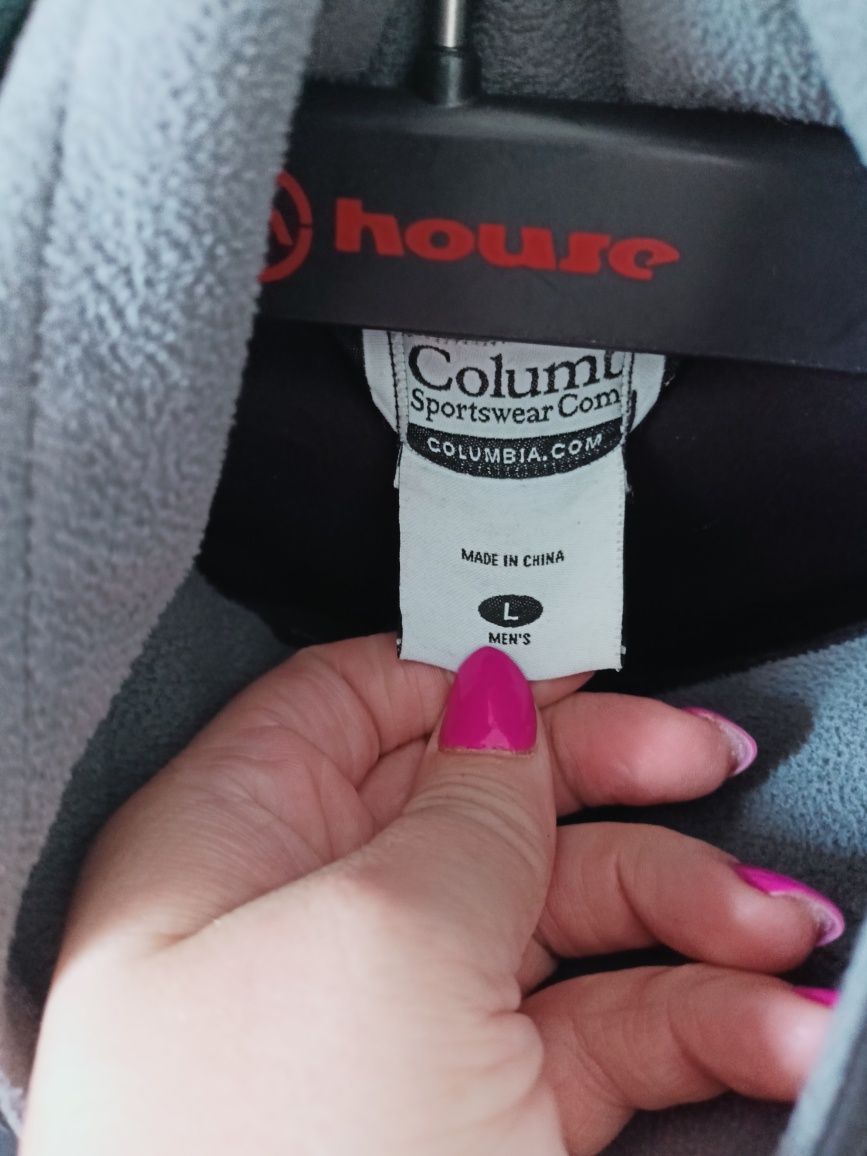 house
Columb
Sportswear Com
COLUMBIA.COM
MADE IN CHINA
L
MEN'S